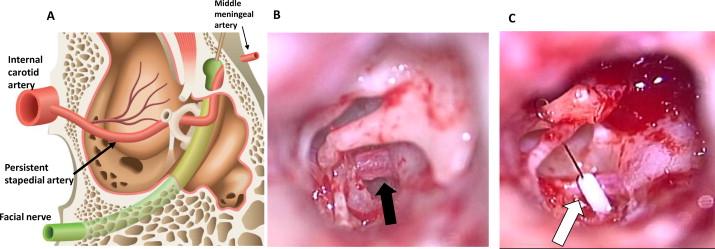 A
Middle
meningeal
artery
Internal
carotid
artery
Persistent
stapedial artery
Facial nerve
B
C